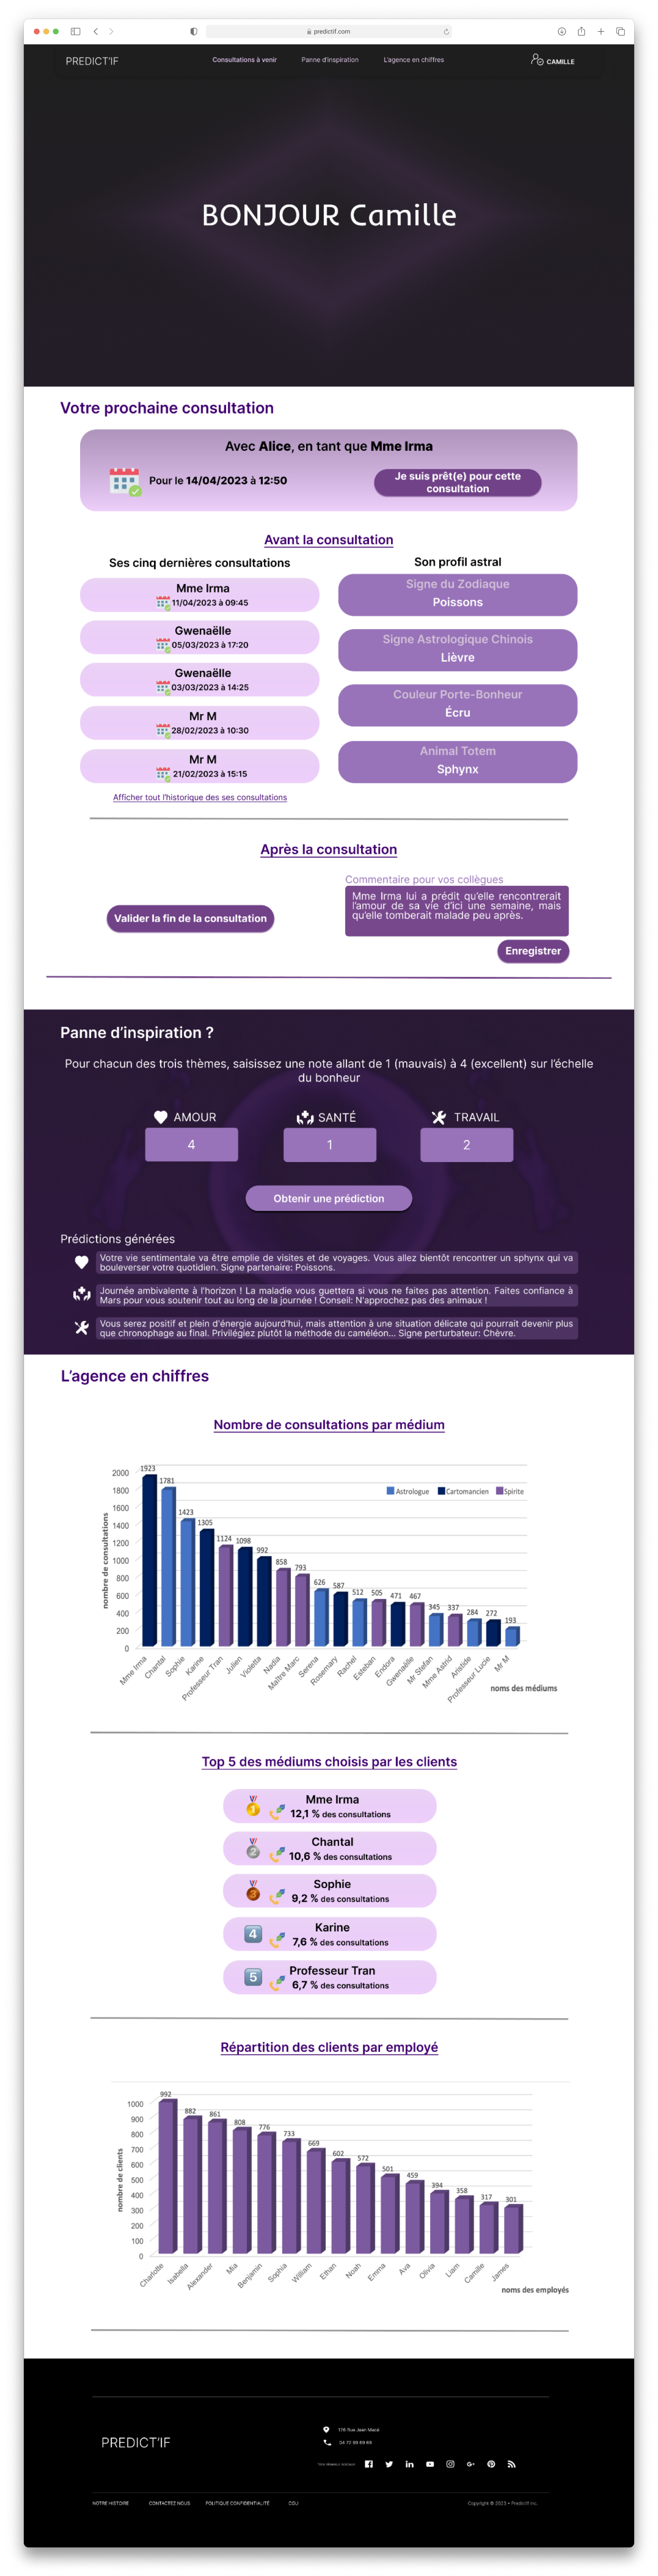 predictif.com
PREDICT'IF
Consultations à venir
Panne d'inspiration
L'agence en chiffres
CAMILLE
BONJOUR Camille
Votre prochaine consultation
Avec Alice, en tant que Mme Irma
Pour le 14/04/2023 à 12:50
Je suis prêt(e) pour cette
consultation
Avant la consultation
Ses cinq dernières consultations
Mme Irma
11/04/2023 à 09:45
Gwenaëlle
05/03/2023 à 17:20
Gwenaëlle
03/03/2023 à 14:25
Mr M
28/02/2023 à 10:30
Mr M
21/02/2023 à 15:15
Afficher tout l'historique des ses consultations
Son profil astral
Signe du Zodiaque
Poissons
Signe Astrologique Chinois
Lièvre
Couleur Porte-Bonheur
Écru
Animal Totem
Sphynx
Après la consultation
Valider la fin de la consultation
Commentaire pour vos collègues
Mme Irma lui a prédit qu'elle rencontrerait
l'amour de sa vie d'ici une semaine, mais
qu'elle tomberait malade peu après.
Enregistrer
Panne d'inspiration ?
Pour chacun des trois thèmes, saisissez une note allant de 1 (mauvais) à 4 (excellent) sur l'échelle
du bonheur
AMOUR
4
SANTÉ
1
TRAVAIL
2
Obtenir une prédiction
Prédictions générées
Votre vie sentimentale va être emplie de visites et de voyages. Vous allez bientôt rencontrer un sphynx qui va
bouleverser votre quotidien. Signe partenaire: Poissons.
Journée ambivalente à l'horizon ! La maladie vous guettera si vous ne faites pas attention. Faites confiance à
Mars pour vous soutenir tout au long de la journée ! Conseil: N'approchez pas des animaux !
Vous serez positif et plein d'énergie aujourd'hui, mais attention à une situation délicate qui pourrait devenir plus
que chronophage au final. Privilégiez plutôt la méthode du caméléon... Signe perturbateur: Chèvre.
L'agence en chiffres
Nombre de consultations par médium
nombre de consultations
2000
1800
1600
1400
1200
1000
800
600
400
200
0
1923
1781
1423
1305
1124
1098
992
858
793
626
587
512
505
471
467
345
337
284
272
193
Astrologue
Cartomancien
Spirite
Mme Irma
Chantal
Sophie
Karine
Professeur Tran
Julien
Violetta
Nadia
Maître Marc
Serena
Rosemary
Rachel
Esteban
Endora
Gwenaëlle
Mr Stefan
Mme Astrid
Aristide
Professeur Lucie
Mr M
noms des médiums
Top 5 des médiums choisis par les clients
1
Mme Irma
12,1 % des consultations
2
Chantal
10,6 % des consultations
3
Sophie
9,2 % des consultations
4
Karine
7,6 % des consultations
5
Professeur Tran
6,7 % des consultations
Répartition des clients par employé
nombre de clients
1000
900
800
700
600
500
400
300
200
100
0
992
882
861
808
776
733
669
602
572
501
459
394
358
317
301
Charlotte
Isabella
Alexander
Mia
Benjamin
Sophia
William
Ethan
Noah
Emma
Ava
Olivia
Liam
Camille
James
noms des employés
PREDICT'IF
176 Rue Jean Macé
04 72 88 69 69
NOTRE HISTOIRE
CONTACTEZ NOUS
POLITIQUE CONFIDENTIALITÉ
CGU
Copyright © 2023 • Predictif Inc.